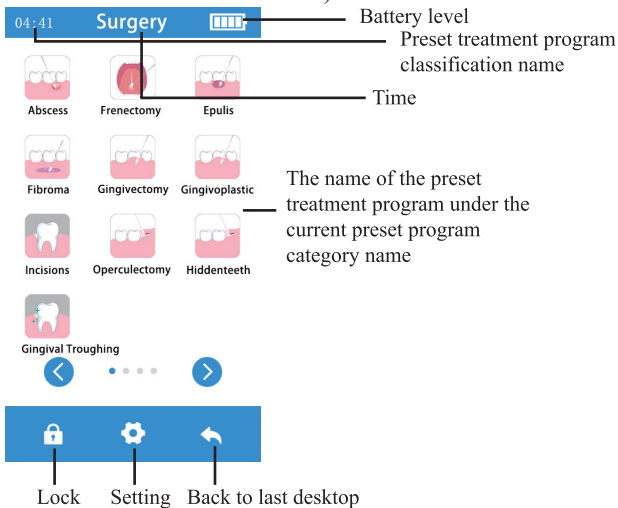 04:41 Surgery
Battery level
Preset treatment program
classification name
Time
Abscess Frenectomy Epulis
Fibroma Gingivectomy Gingivoplastic
The name of the preset
treatment program under the
current preset program
category name
Incisions Operculectomy Hiddenteeth
Gingival Troughing
Lock Setting Back to last desktop